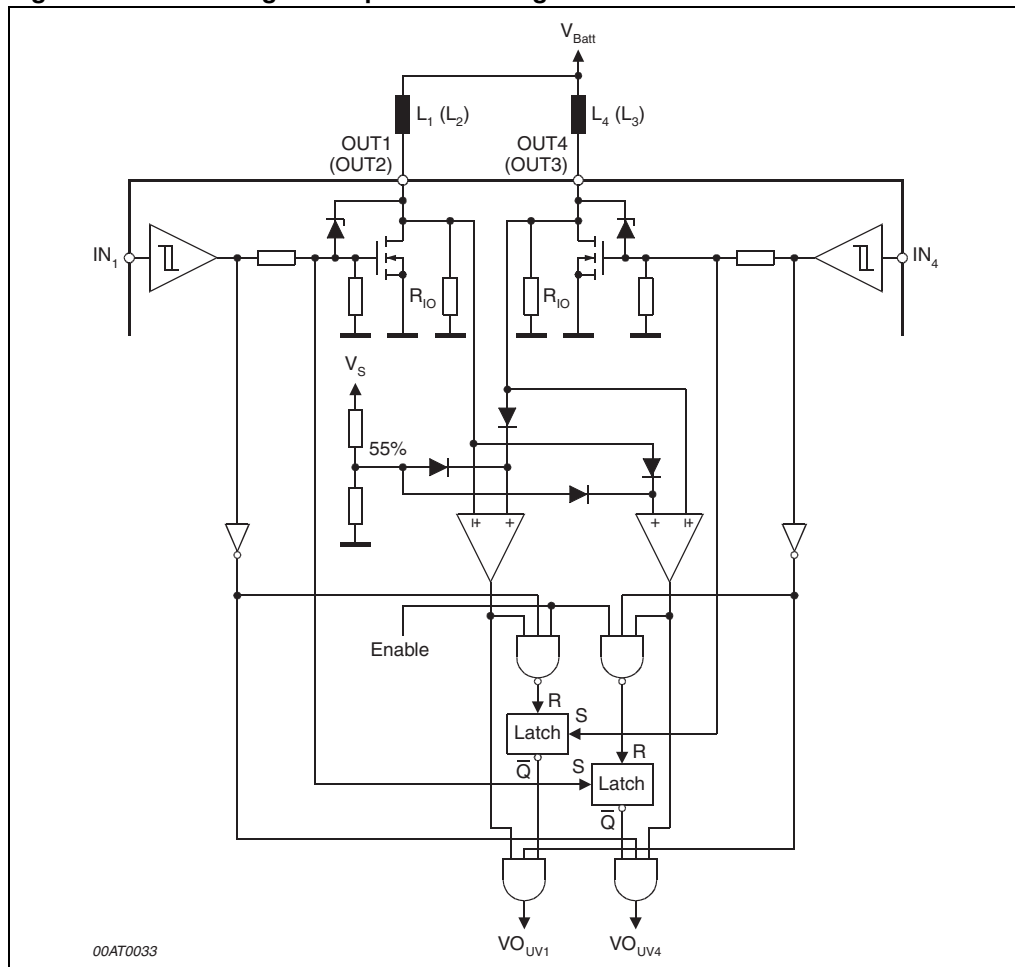 V_Batt
L_1 (L_2)
L_4 (L_3)
OUT1
(OUT2)
OUT4
(OUT3)
IN_1
IN_4
R_IO
R_IO
V_S
55%
Enable
R
S
Latch
R
S
Latch
Q̅
Q̅
VO_UV1
VO_UV4
00AT0033